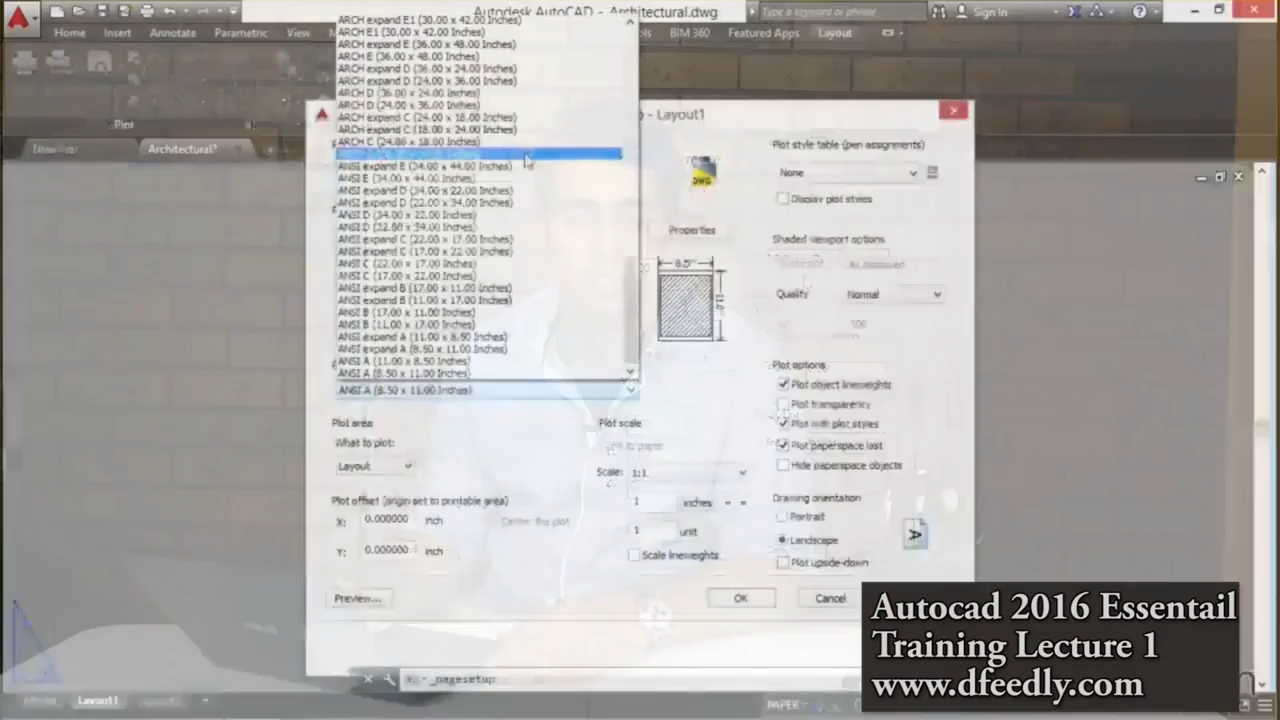 Autodesk AutoCAD - Architectural.dwg
Type a keyword or phrase
Sign In
Home
Insert
Annotate
Parametric
View
BIM 360
Featured Apps
Layout
Plot
Architectural*
ARCH expand E1 (30.00 x 42.00 Inches)
ARCH E1 (30.00 x 42.00 Inches)
ARCH expand E (36.00 x 48.00 Inches)
ARCH E (36.00 x 48.00 Inches)
ARCH expand D (36.00 x 24.00 Inches)
ARCH expand D (24.00 x 36.00 Inches)
ARCH D (36.00 x 24.00 Inches)
ARCH D (24.00 x 36.00 Inches)
ARCH expand C (24.00 x 18.00 Inches)
ARCH expand C (18.00 x 24.00 Inches)
ARCH C (24.00 x 18.00 Inches)
ANSI expand E (34.00 x 44.00 Inches)
ANSI E (34.00 x 44.00 Inches)
ANSI expand D (34.00 x 22.00 Inches)
ANSI expand D (22.00 x 34.00 Inches)
ANSI D (34.00 x 22.00 Inches)
ANSI D (22.00 x 34.00 Inches)
ANSI expand C (22.00 x 17.00 Inches)
ANSI expand C (17.00 x 22.00 Inches)
ANSI C (22.00 x 17.00 Inches)
ANSI C (17.00 x 22.00 Inches)
ANSI expand B (17.00 x 11.00 Inches)
ANSI expand B (11.00 x 17.00 Inches)
ANSI B (17.00 x 11.00 Inches)
ANSI B (11.00 x 17.00 Inches)
ANSI expand A (11.00 x 8.50 Inches)
ANSI expand A (8.50 x 11.00 Inches)
ANSI A (11.00 x 8.50 Inches)
ANSI A (8.50 x 11.00 Inches)
ANSI A (8.50 x 11.00 Inches)
- Layout1
DWG
Properties
8.5"
Plot style table (pen assignments)
None
Display plot styles
Shaded viewport options
As displayed
Quality
Normal
100
Plot options
Plot object lineweights
Plot transparency
Plot with plot styles
Plot paperspace last
Hide paperspace objects
Plot area
What to plot:
Layout
Plot scale
Fit to paper
Scale: 1:1
1 inches
1 unit
Scale lineweights
Plot offset (origin set to printable area)
X: 0.000000 inch
Center the plot
Y: 0.000000 inch
Drawing orientation
Portrait
Landscape
Plot upside-down
A
Preview...
OK
Cancel
_pagesetup
Layout1
PAPER
Autocad 2016 Essentail
Training Lecture 1
www.dfeedly.com